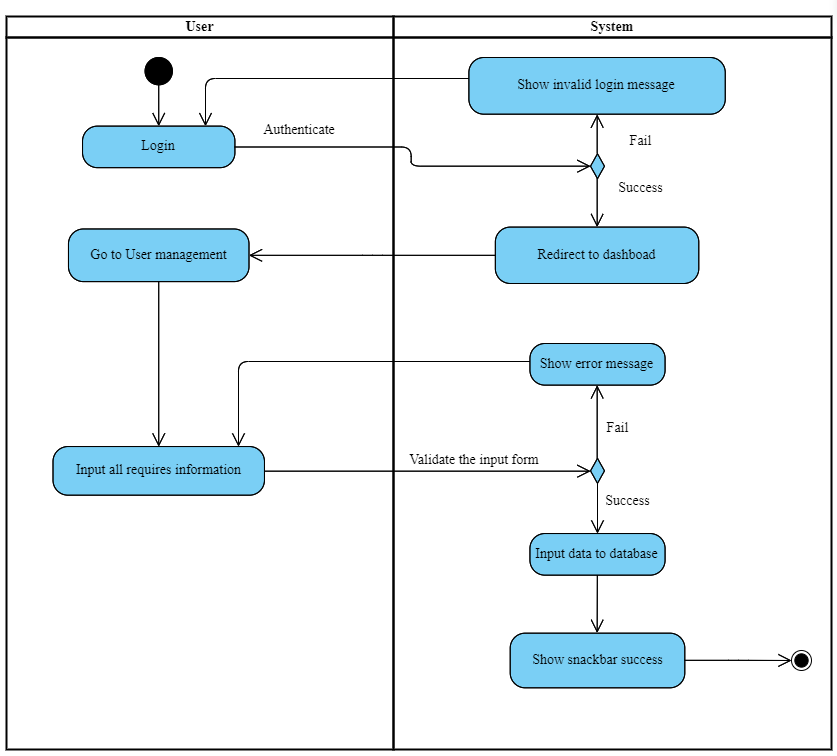 User
System
Show invalid login message
Authenticate
Login
Fail
Success
Go to User management
Redirect to dashboad
Show error message
Fail
Validate the input form
Input all requires information
Success
Input data to database
Show snackbar success